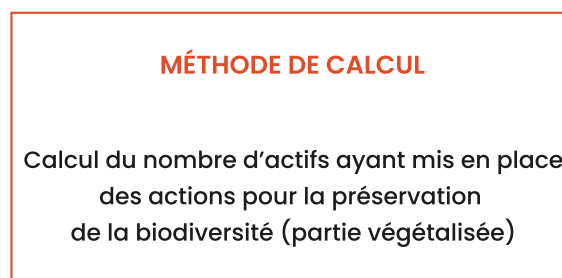 MÉTHODE DE CALCUL
Calcul du nombre d’actifs ayant mis en place
des actions pour la préservation
de la biodiversité (partie végétalisée)